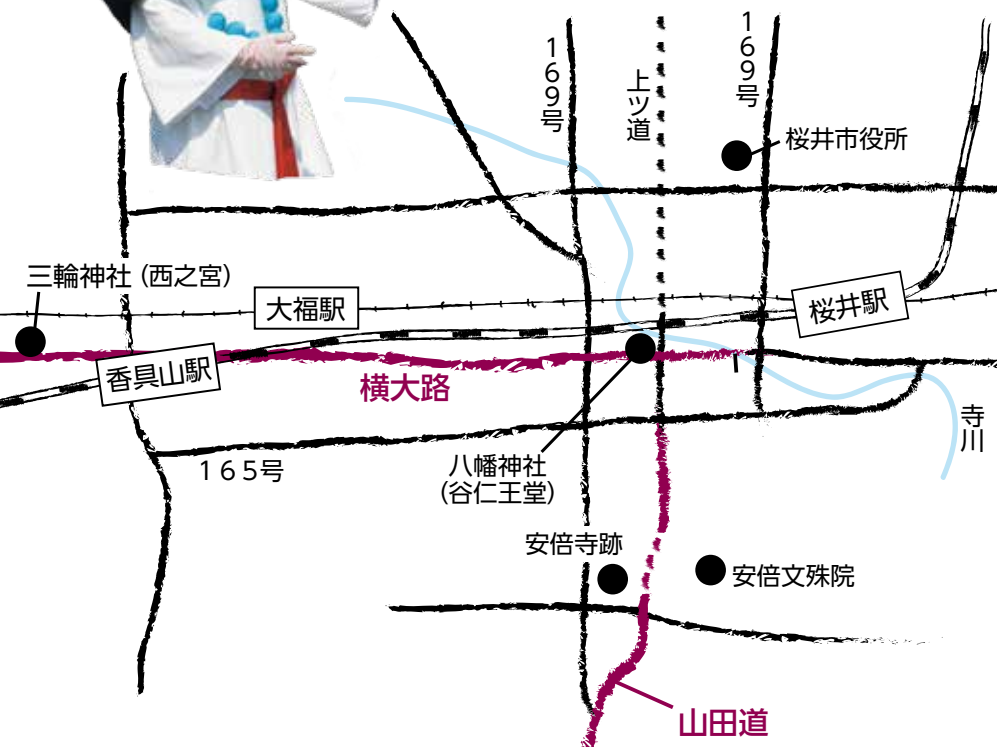 169号
上ツ道
169号
桜井市役所
三輪神社（西之宮）
大福駅
桜井駅
香具山駅
横大路
寺川
165号
八幡神社
（谷仁王堂）
安倍寺跡
安倍文殊院
山田道